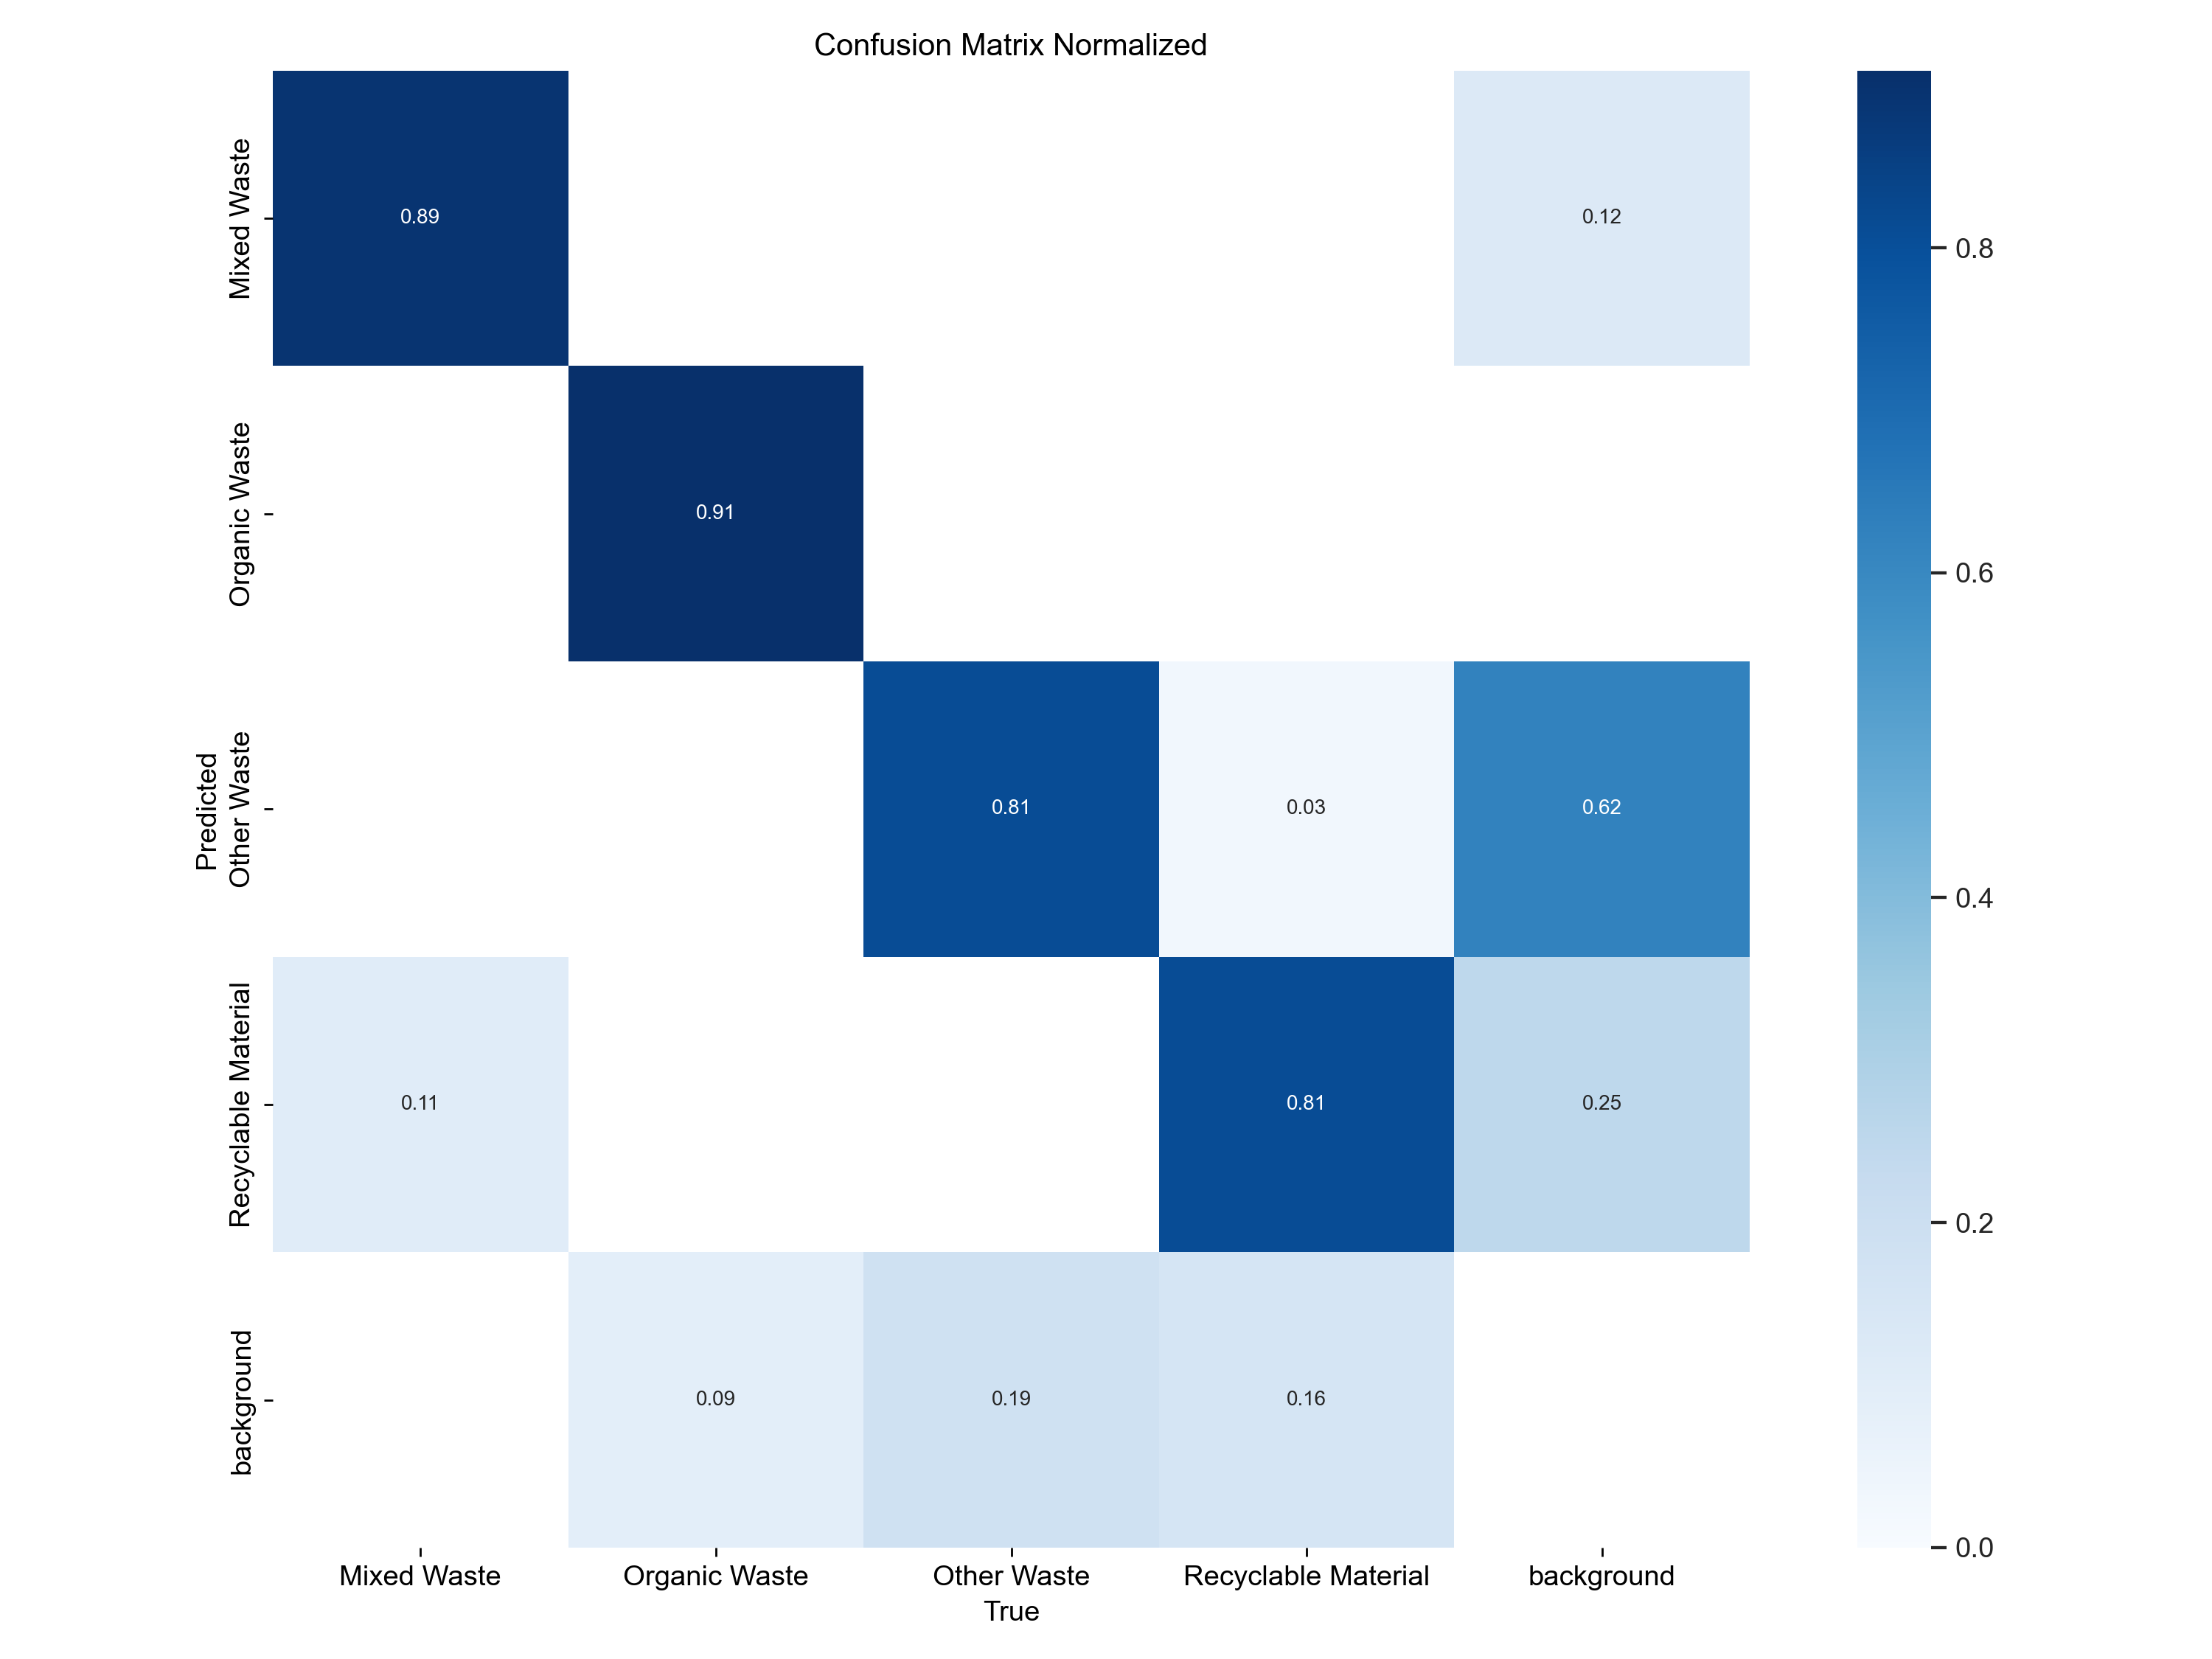 Confusion Matrix Normalized
Mixed Waste
0.89
0.12
0.8
Organic Waste
0.91
0.6
Predicted
Other Waste
0.81
0.03
0.62
0.4
Recyclable Material
0.11
0.81
0.25
0.2
background
0.09
0.19
0.16
0.0
Mixed Waste
Organic Waste
Other Waste
Recyclable Material
background
True